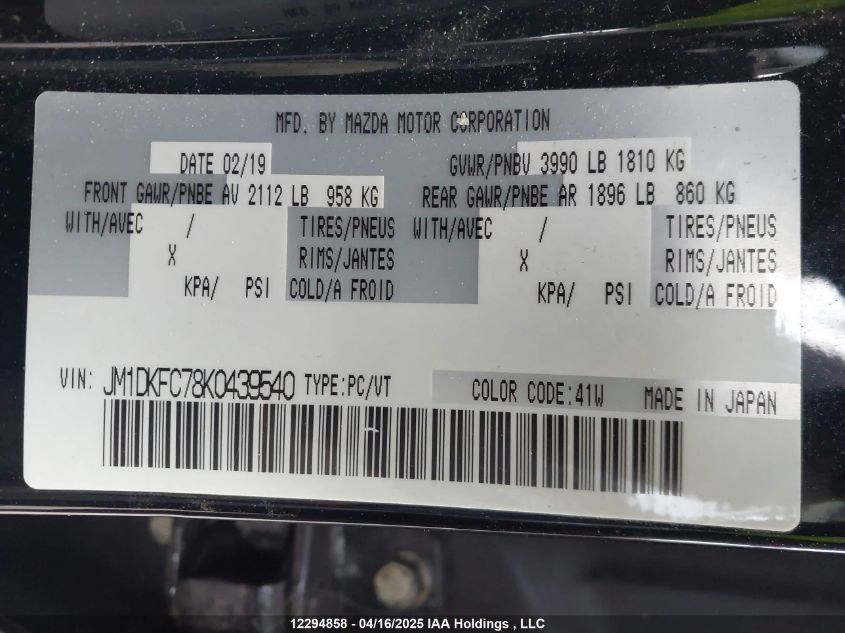 MFD. BY MAZDA MOTOR CORPORATION
DATE 02/19 GVWR/PNBV 3990 LB 1810 KG
FRONT GAWR/PNBE AV 2112 LB 958 KG REAR GAWR/PNBE AR 1896 LB 860 KG
WITH/AVEC / TIRES/PNEUS WITH/AVEC / TIRES/PNEUS
X RIMS/JANTES X RIMS/JANTES
KPA/ PSI COLD/A FROID KPA/ PSI COLD/A FROID
VIN: JM1DKFC78K0439540 TYPE:PC/VT COLOR CODE:41W MADE IN JAPAN
12294858 - 04/16/2025 IAA Holdings , LLC